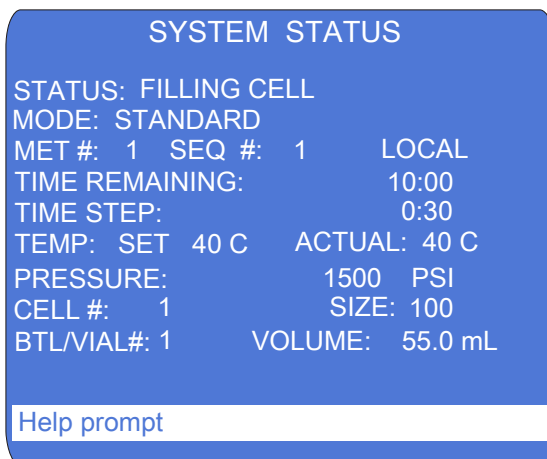 SYSTEM STATUS
STATUS: FILLING CELL
MODE: STANDARD
MET #: 1 SEQ #: 1 LOCAL
TIME REMAINING: 10:00
TIME STEP: 0:30
TEMP: SET 40 C ACTUAL: 40 C
PRESSURE: 1500 PSI
CELL #: 1 SIZE: 100
BTL/VIAL#: 1 VOLUME: 55.0 mL
Help prompt